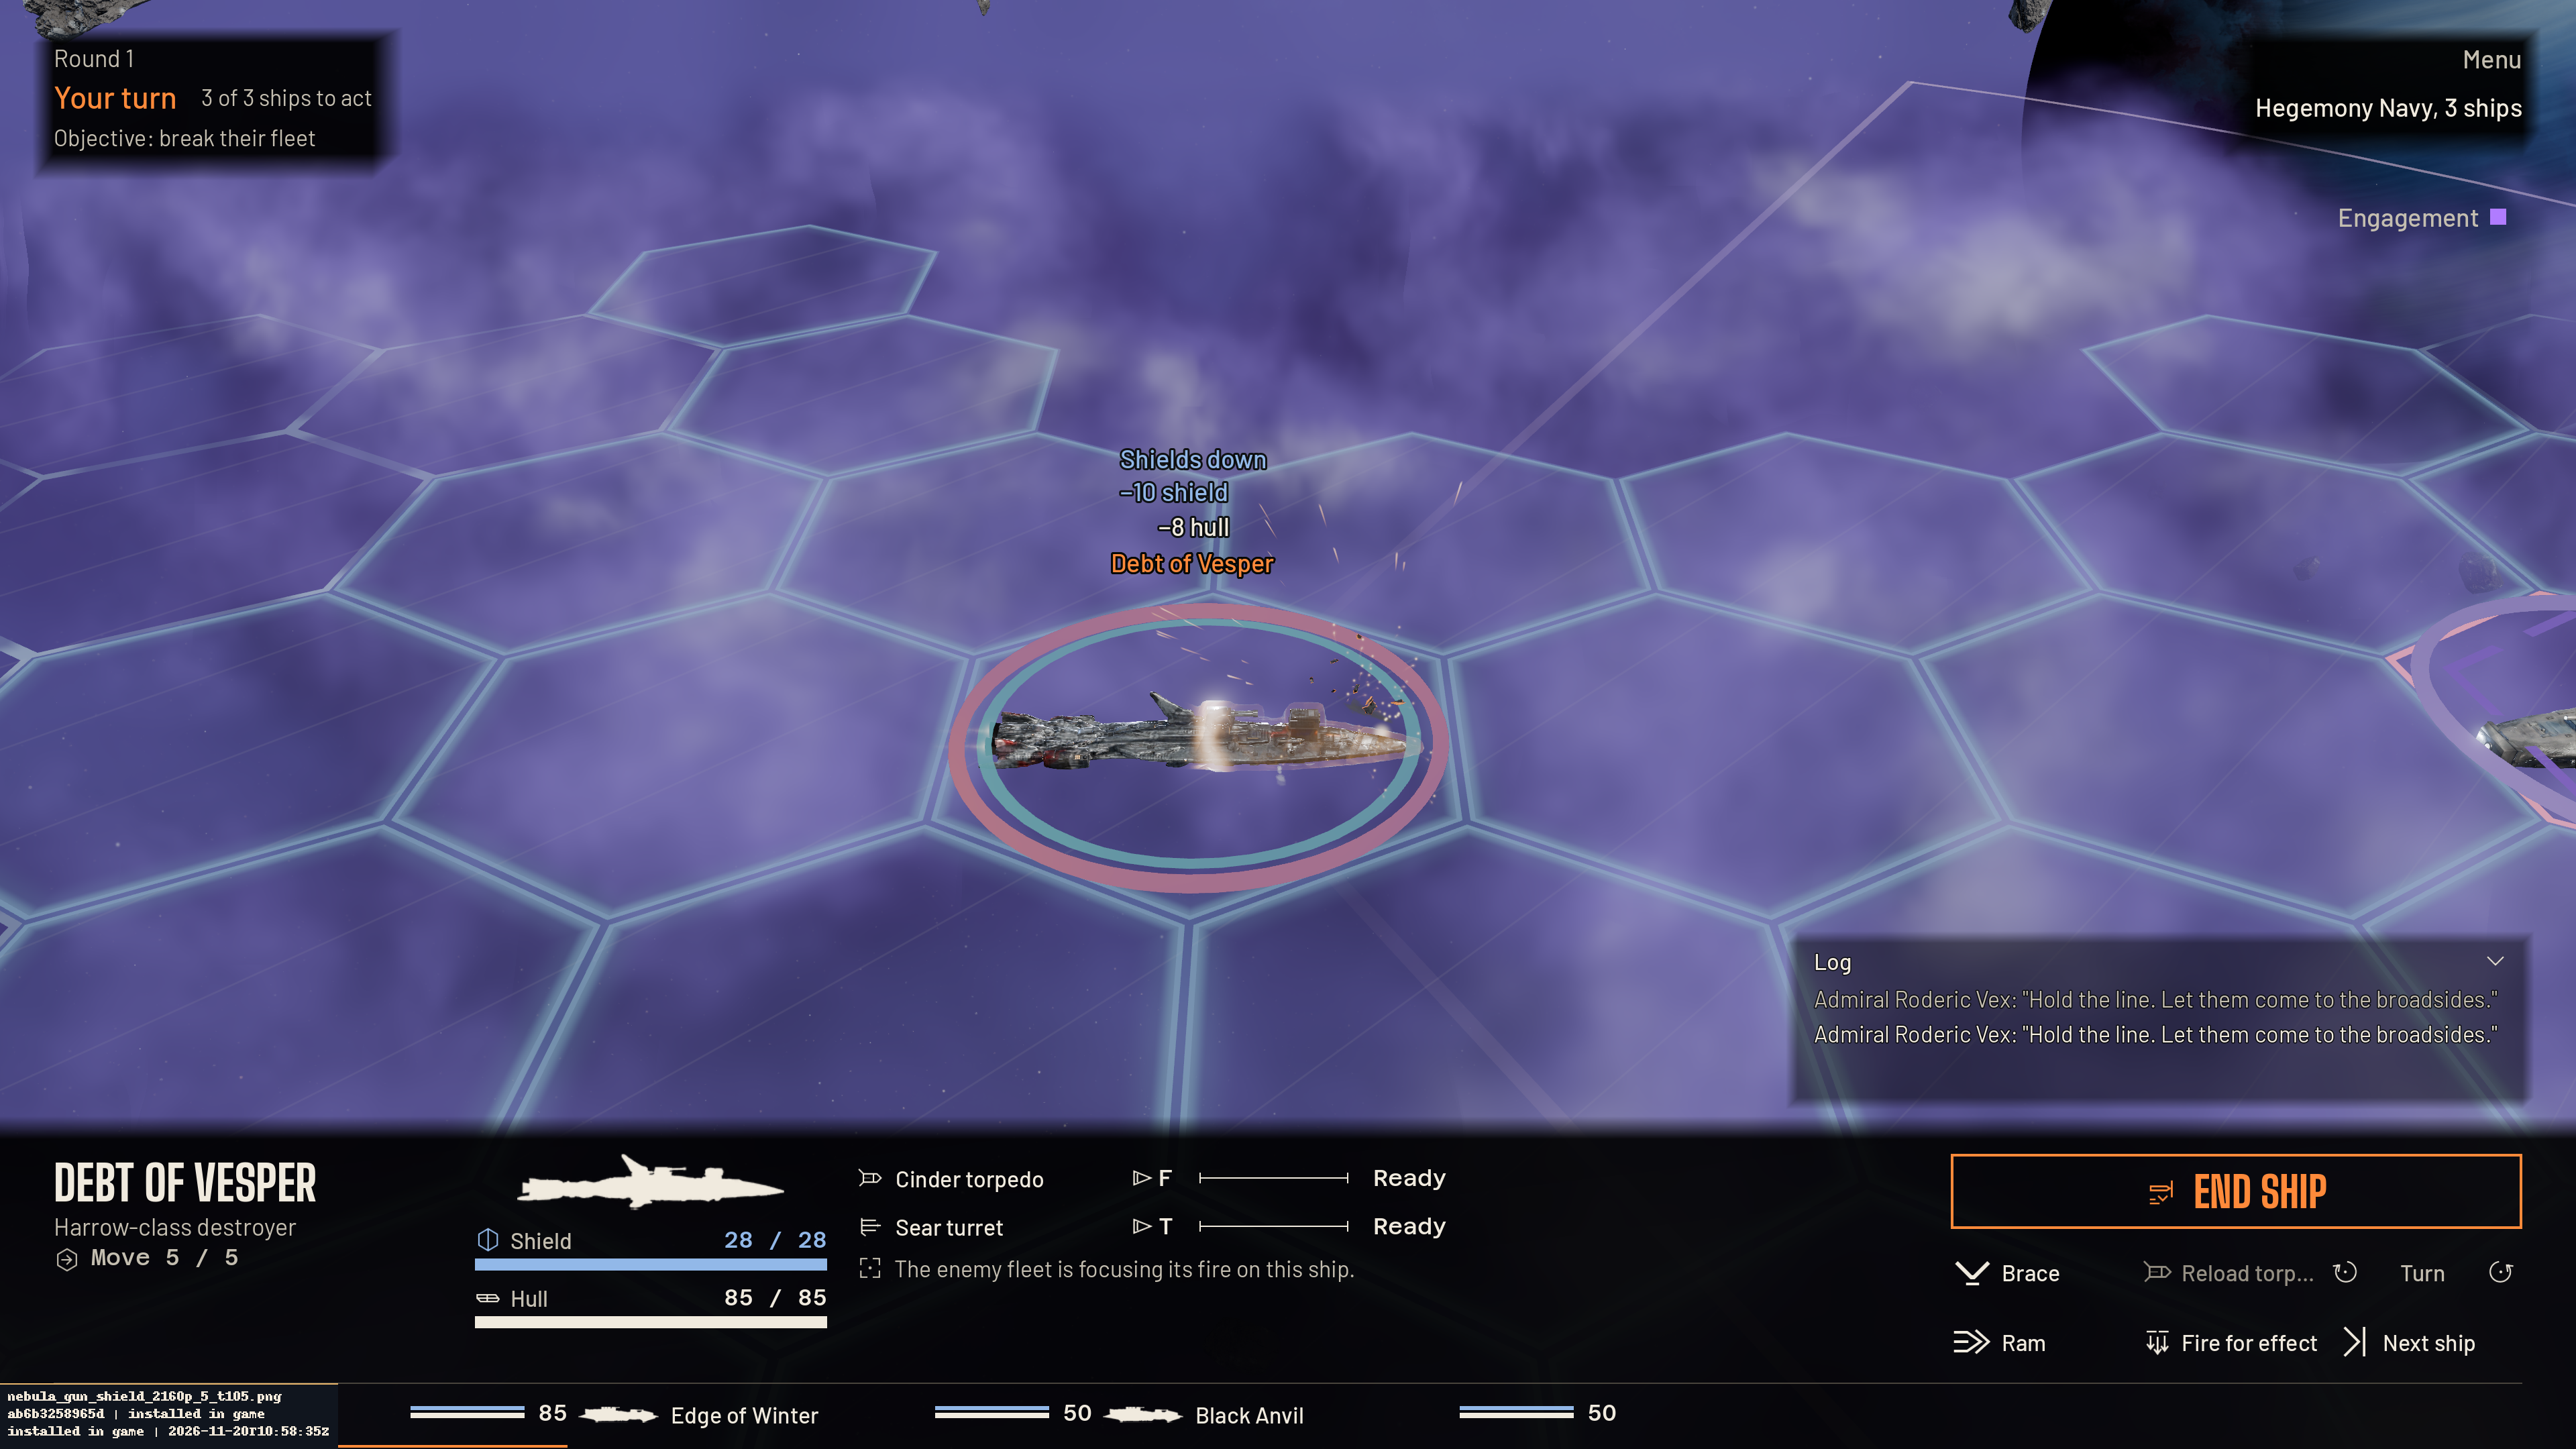 Round 1
Your turn 3 of 3 ships to act
Objective: break their fleet
Menu
Hegemony Navy, 3 ships
Engagement
Shields down
−10 shield
−8 hull
Debt of Vesper
Log
Admiral Roderic Vex: "Hold the line. Let them come to the broadsides."
Admiral Roderic Vex: "Hold the line. Let them come to the broadsides."
DEBT OF VESPER
Harrow-class destroyer
Move 5 / 5
Shield 28 / 28
Hull 85 / 85
Cinder torpedo F Ready
Sear turret T Ready
The enemy fleet is focusing its fire on this ship.
END SHIP
Brace Reload torp... Turn
Ram Fire for effect Next ship
nebula_gun_shield_2160p_5_t105.png
ab6b3258965d | installed in game
installed in game | 2026-11-20T10:58:35Z
85 Edge of Winter 50 Black Anvil 50